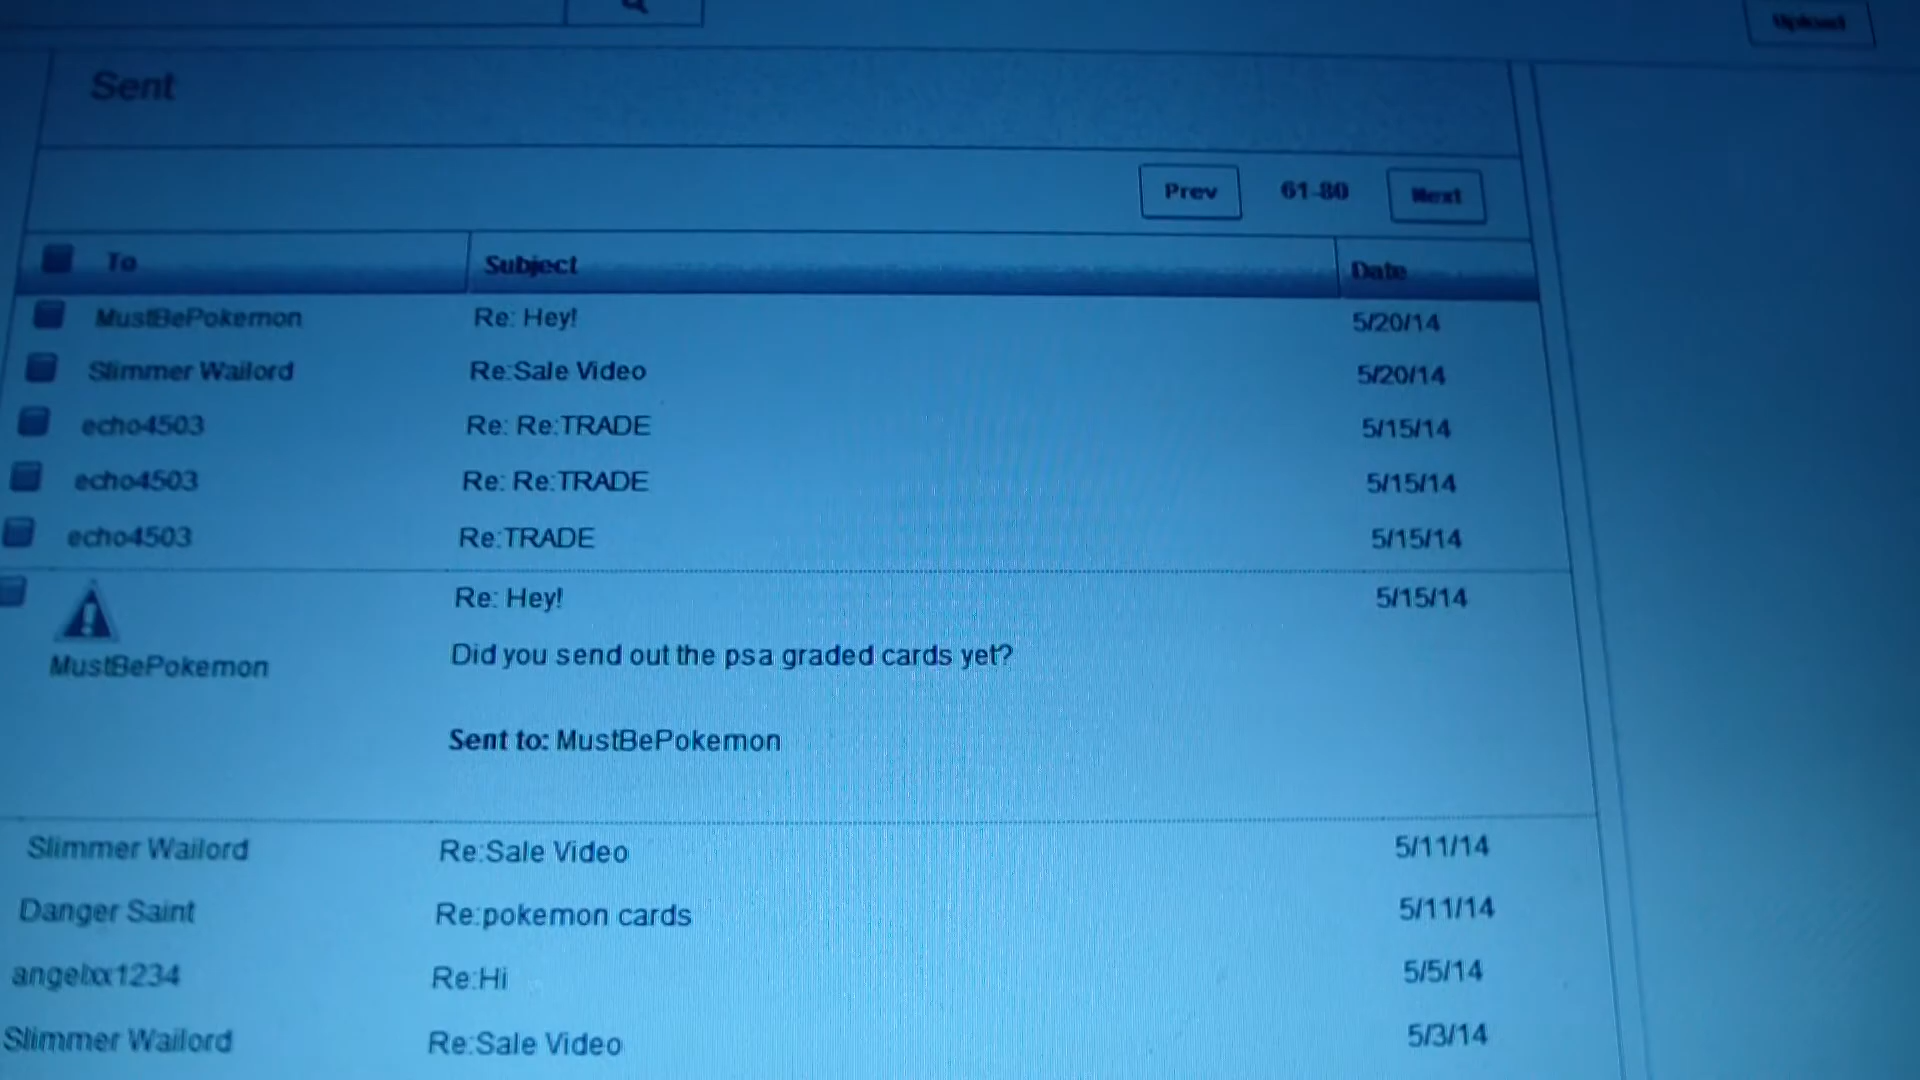 Upload
Sent
Prev 61-80 Next
To Subject Date
MustBePokemon Re: Hey! 5/20/14
Slimmer Wailord Re:Sale Video 5/20/14
echo4503 Re: Re:TRADE 5/15/14
echo4503 Re: Re:TRADE 5/15/14
echo4503 Re:TRADE 5/15/14
Re: Hey! 5/15/14
MustBePokemon Did you send out the psa graded cards yet?
Sent to: MustBePokemon
Slimmer Wailord Re:Sale Video 5/11/14
Danger Saint Re:pokemon cards 5/11/14
angelxx1234 Re:Hi 5/5/14
Slimmer Wailord Re:Sale Video 5/3/14